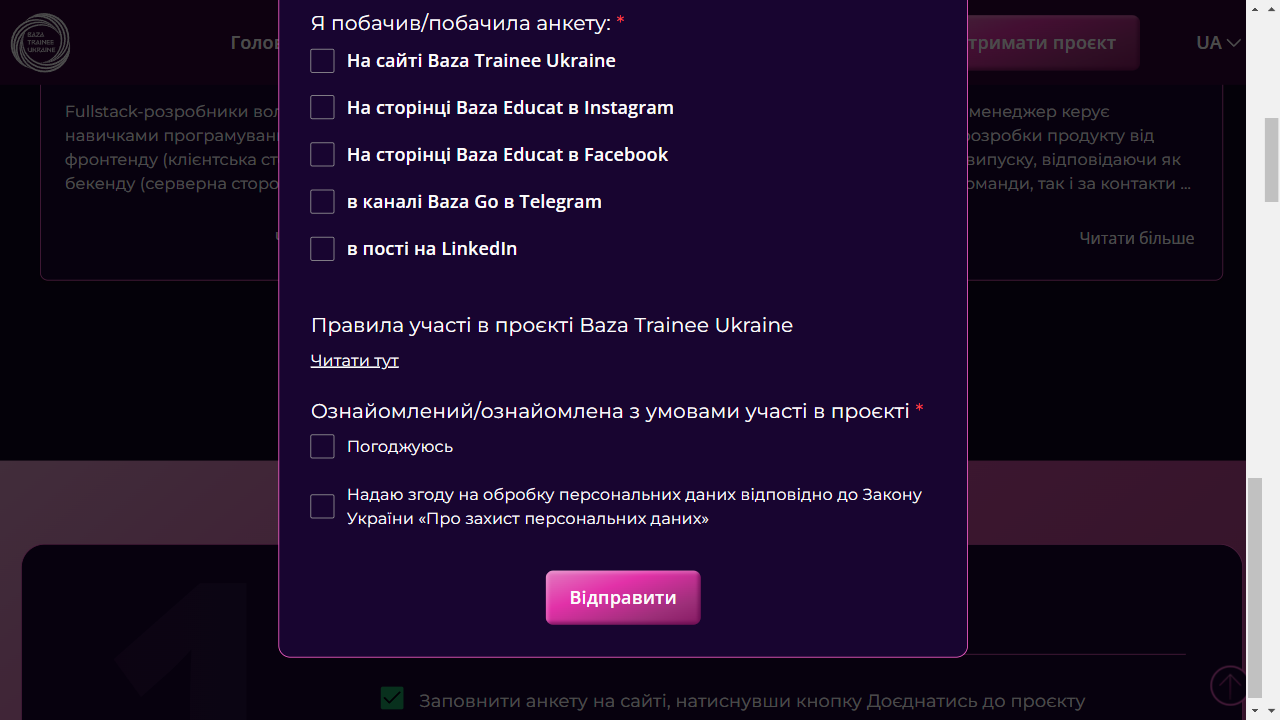 BAZA
TRAINEE
UKRAINE
UA
Fullstack-розробники
навичками програмуван
фронтенду (клієнтська
бекенду (серверна сторо
менеджер керує
розробки продукту від
випуску, відповідаючи як
команди, так і за контакти ...
Читати більше
тримати проєкт
Я побачив/побачила анкету: *
На сайті Baza Trainee Ukraine
На сторінці Baza Educat в Instagram
На сторінці Baza Educat в Facebook
в каналі Baza Go в Telegram
в пості на LinkedIn
Правила участі в проєкті Baza Trainee Ukraine
Читати тут
Ознайомлений/ознайомлена з умовами участі в проєкті *
Погоджуюсь
Надаю згоду на обробку персональних даних відповідно до Закону
України «Про захист персональних даних»
Відправити
1
Заповнити анкету на сайті, натиснувши кнопку Доєднатись до проєкту